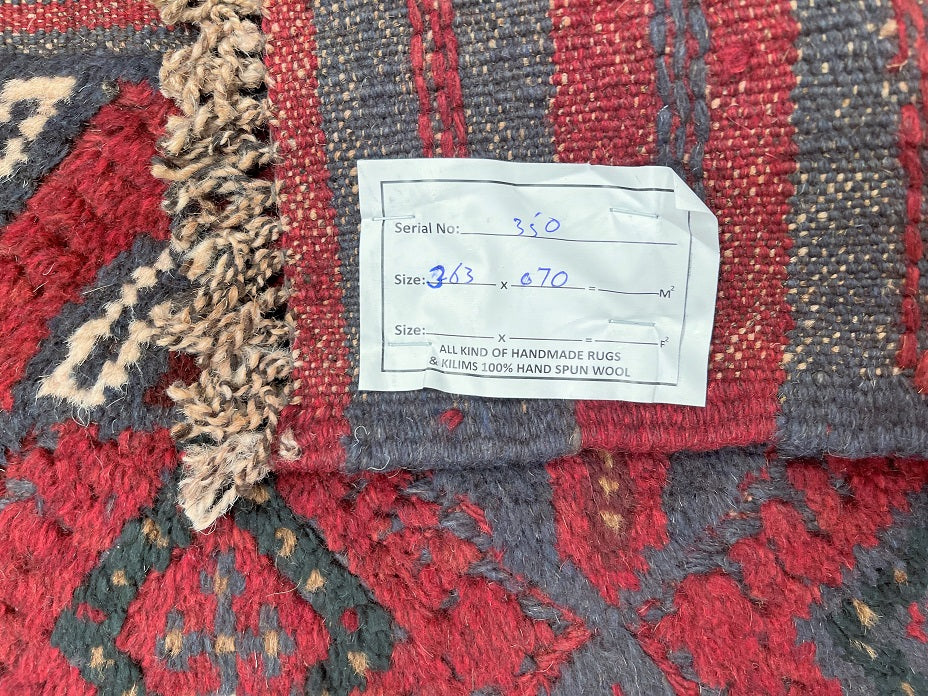 Serial No: 350
Size: 363 x 070 = M²
Size: x = F²
ALL KIND OF HANDMADE RUGS
& KILIMS 100% HAND SPUN WOOL